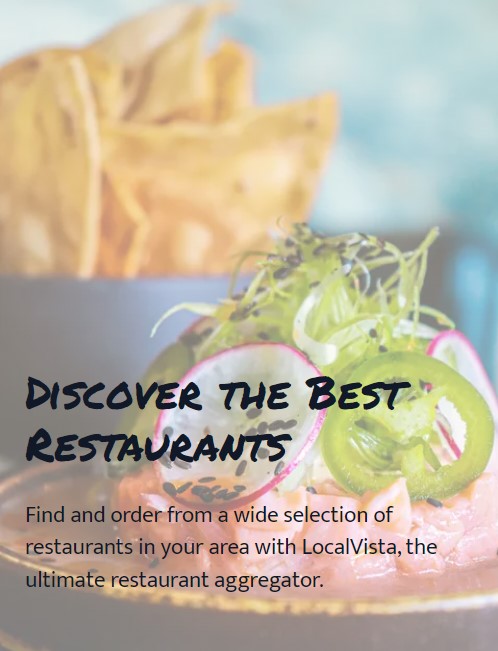 Discover the Best
Restaurants
Find and order from a wide selection of
restaurants in your area with LocalVista, the
ultimate restaurant aggregator.